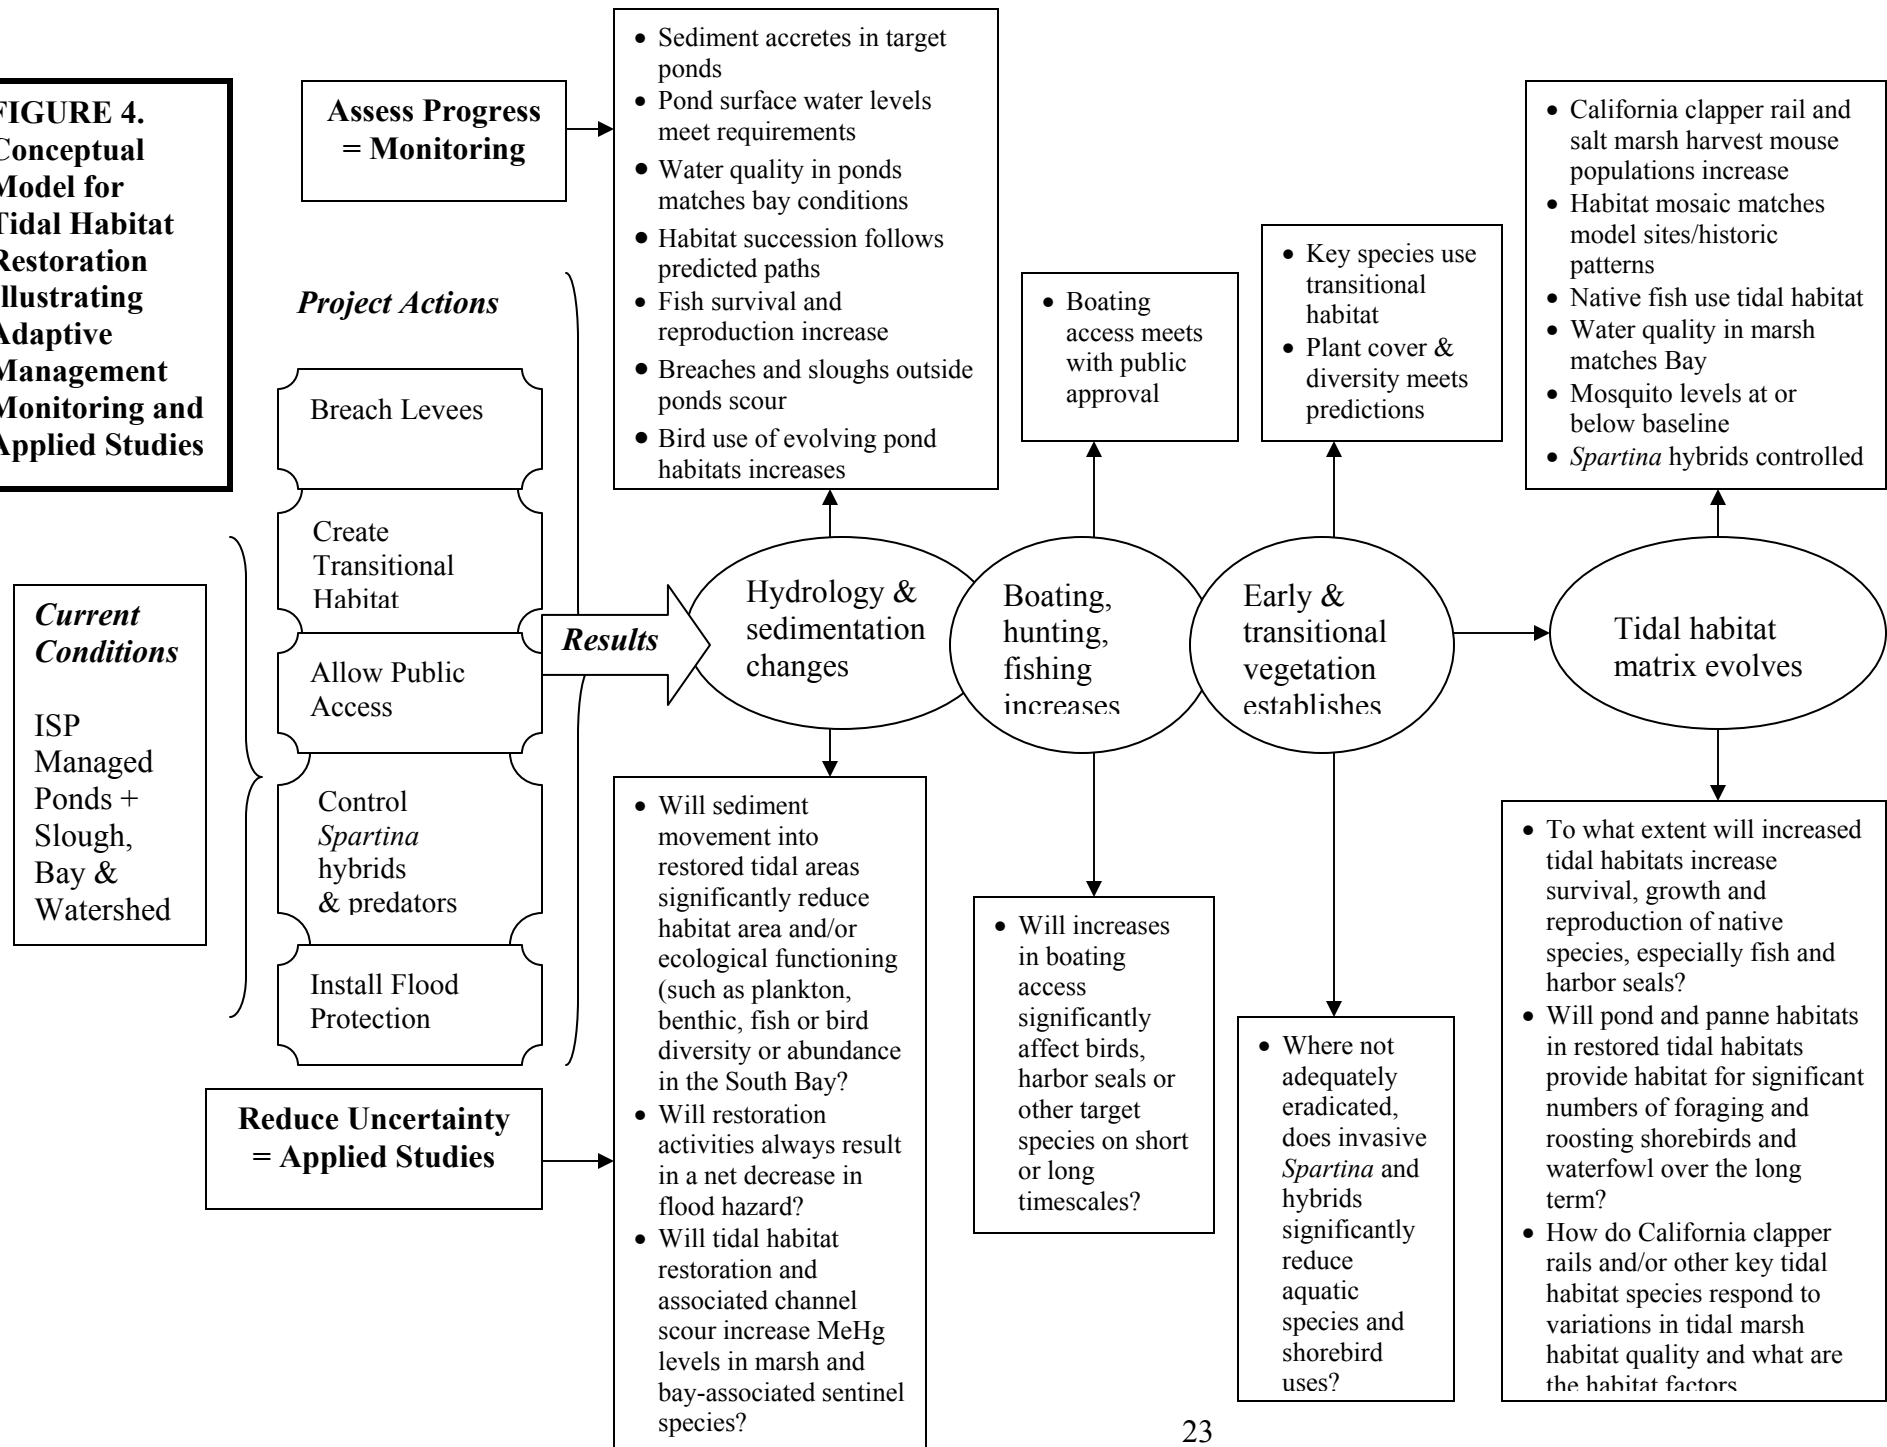 FIGURE 4.
Conceptual
Model for
Tidal Habitat
Restoration
Illustrating
Adaptive
Management
Monitoring and
Applied Studies
Assess Progress
= Monitoring
• Sediment accretes in target
ponds
• Pond surface water levels
meet requirements
• Water quality in ponds
matches bay conditions
• Habitat succession follows
predicted paths
• Fish survival and
reproduction increase
• Breaches and sloughs outside
ponds scour
• Bird use of evolving pond
habitats increases
• Boating
access meets
with public
approval
• Key species use
transitional
habitat
• Plant cover &
diversity meets
predictions
• California clapper rail and
salt marsh harvest mouse
populations increase
• Habitat mosaic matches
model sites/historic
patterns
• Native fish use tidal habitat
• Water quality in marsh
matches Bay
• Mosquito levels at or
below baseline
• Spartina hybrids controlled
Current
Conditions
ISP
Managed
Ponds +
Slough,
Bay &
Watershed
Project Actions
Breach Levees
Create
Transitional
Habitat
Allow Public
Access
Control
Spartina
hybrids
& predators
Install Flood
Protection
Results
Hydrology &
sedimentation
changes
Boating,
hunting,
fishing
increases
Early &
transitional
vegetation
establishes
Tidal habitat
matrix evolves
Reduce Uncertainty
= Applied Studies
• Will sediment
movement into
restored tidal areas
significantly reduce
habitat area and/or
ecological functioning
(such as plankton,
benthic, fish or bird
diversity or abundance
in the South Bay?
• Will restoration
activities always result
in a net decrease in
flood hazard?
• Will tidal habitat
restoration and
associated channel
scour increase MeHg
levels in marsh and
bay-associated sentinel
species?
• Will increases
in boating
access
significantly
affect birds,
harbor seals or
other target
species on short
or long
timescales?
• Where not
adequately
eradicated,
does invasive
Spartina and
hybrids
significantly
reduce
aquatic
species and
shorebird
uses?
• To what extent will increased
tidal habitats increase
survival, growth and
reproduction of native
species, especially fish and
harbor seals?
• Will pond and panne habitats
in restored tidal habitats
provide habitat for significant
numbers of foraging and
roosting shorebirds and
waterfowl over the long
term?
• How do California clapper
rails and/or other key tidal
habitat species respond to
variations in tidal marsh
habitat quality and what are
the habitat factors
23